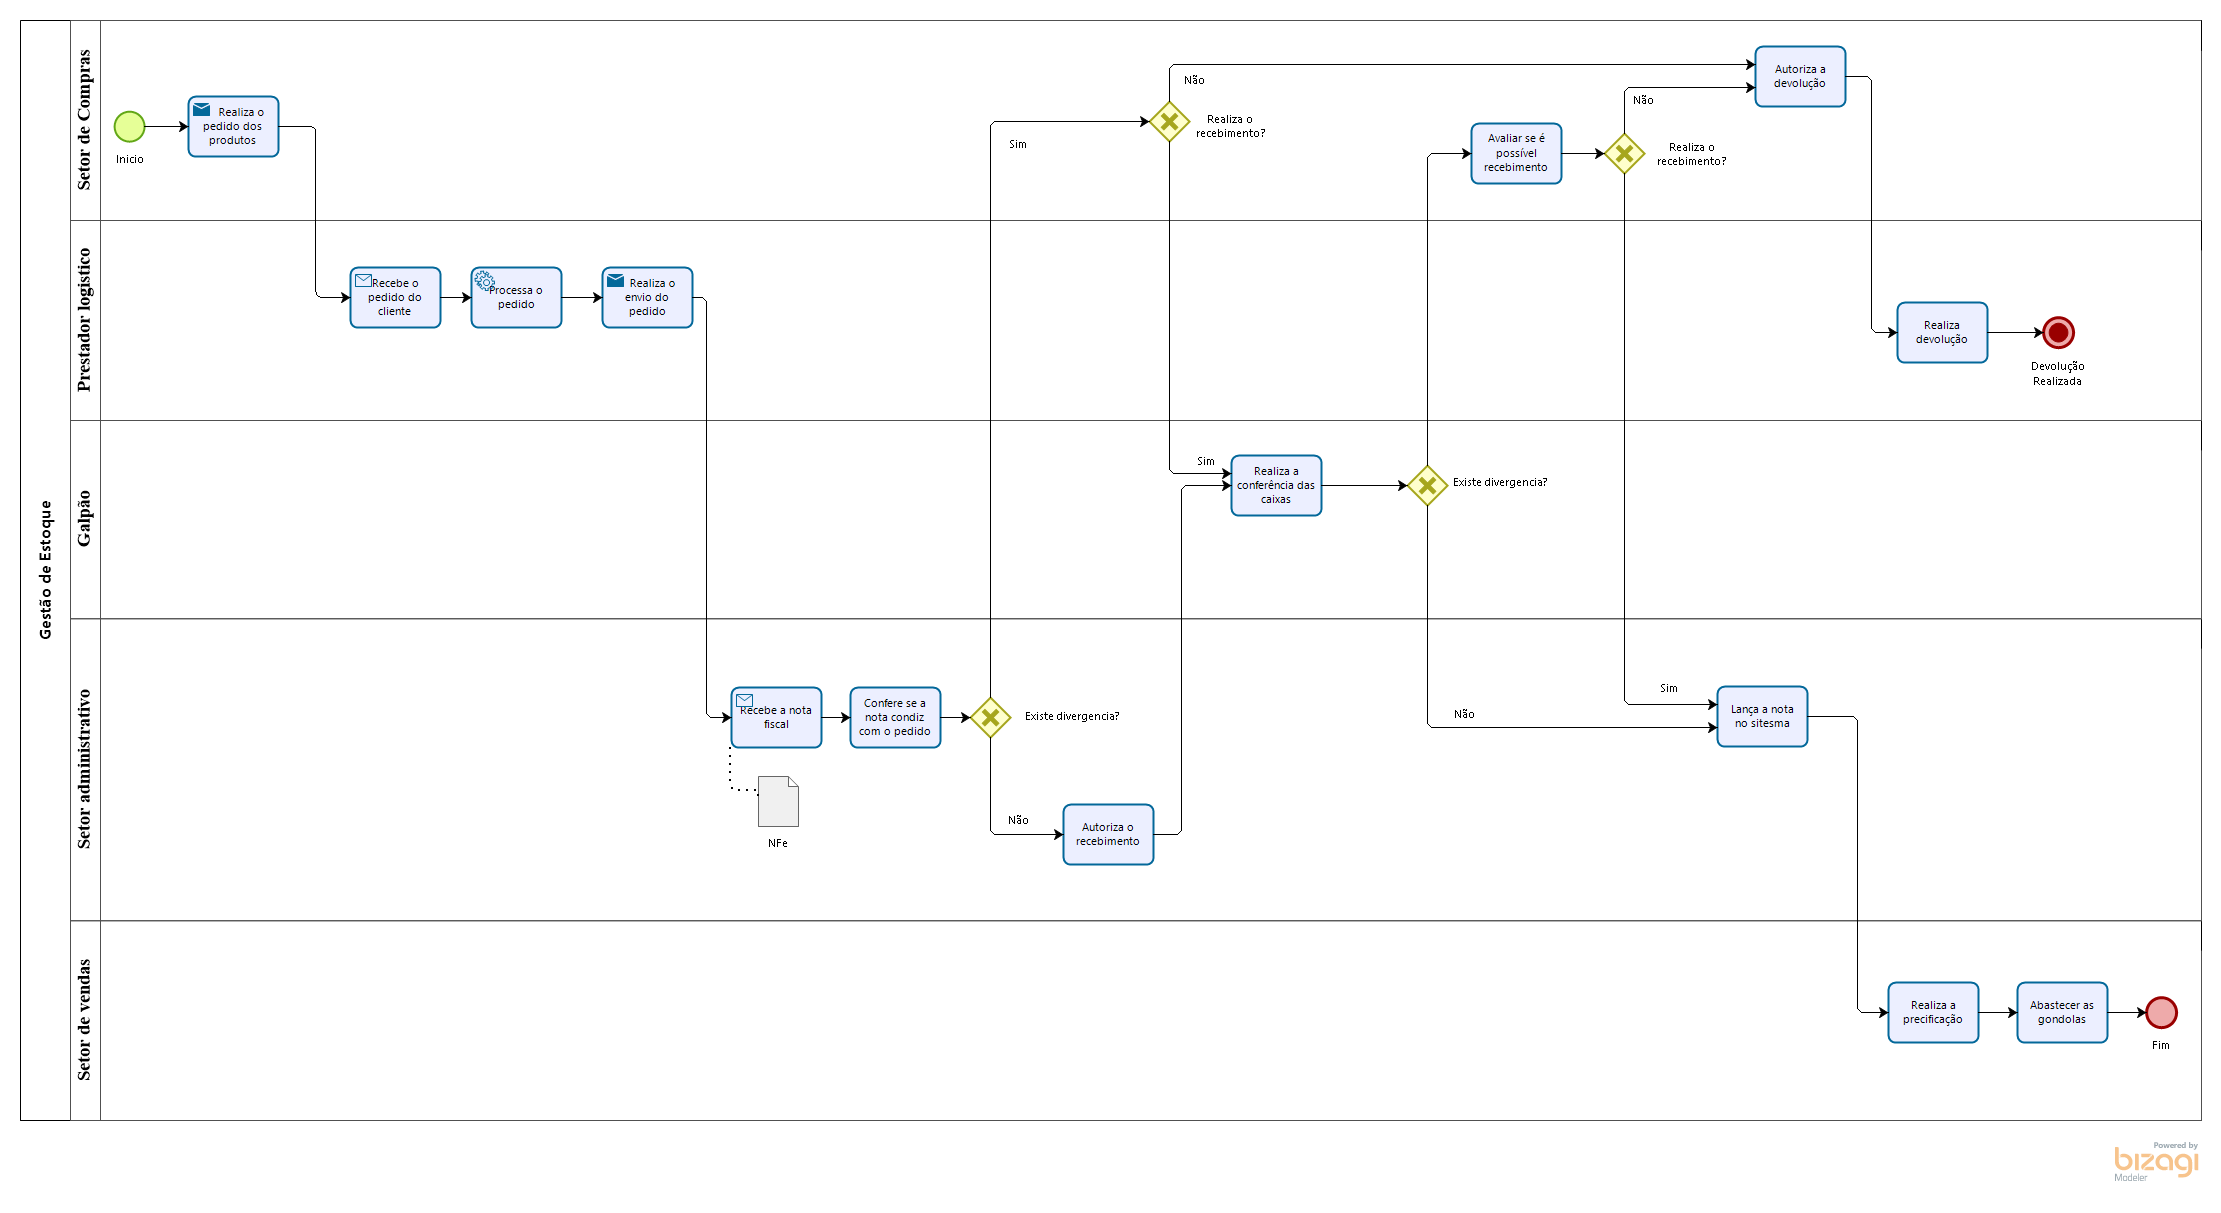 Gestão de Estoque
Setor de Compras
Inicio
Realiza o
pedido dos
produtos
Sim
Não
Realiza o
recebimento?
Avaliar se é
possível
recebimento
Não
Realiza o
recebimento?
Autoriza a
devolução
Prestador logistico
Recebe o
pedido do
cliente
Processa o
pedido
Realiza o
envio do
pedido
Realiza
devolução
Devolução
Realizada
Galpão
Sim
Realiza a
conferência das
caixas
Existe divergencia?
Setor administrativo
Recebe a nota
fiscal
NFe
Confere se a
nota condiz
com o pedido
Existe divergencia?
Não
Autoriza o
recebimento
Não
Sim
Lança a nota
no sitesma
Setor de vendas
Realiza a
precificação
Abastecer as
gondolas
Fim
Powered by
bizagi
Modeler